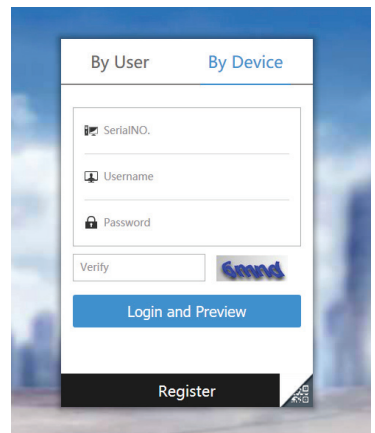 By User By Device
SerialNO.
Username
Password
Verify
Login and Preview
Register